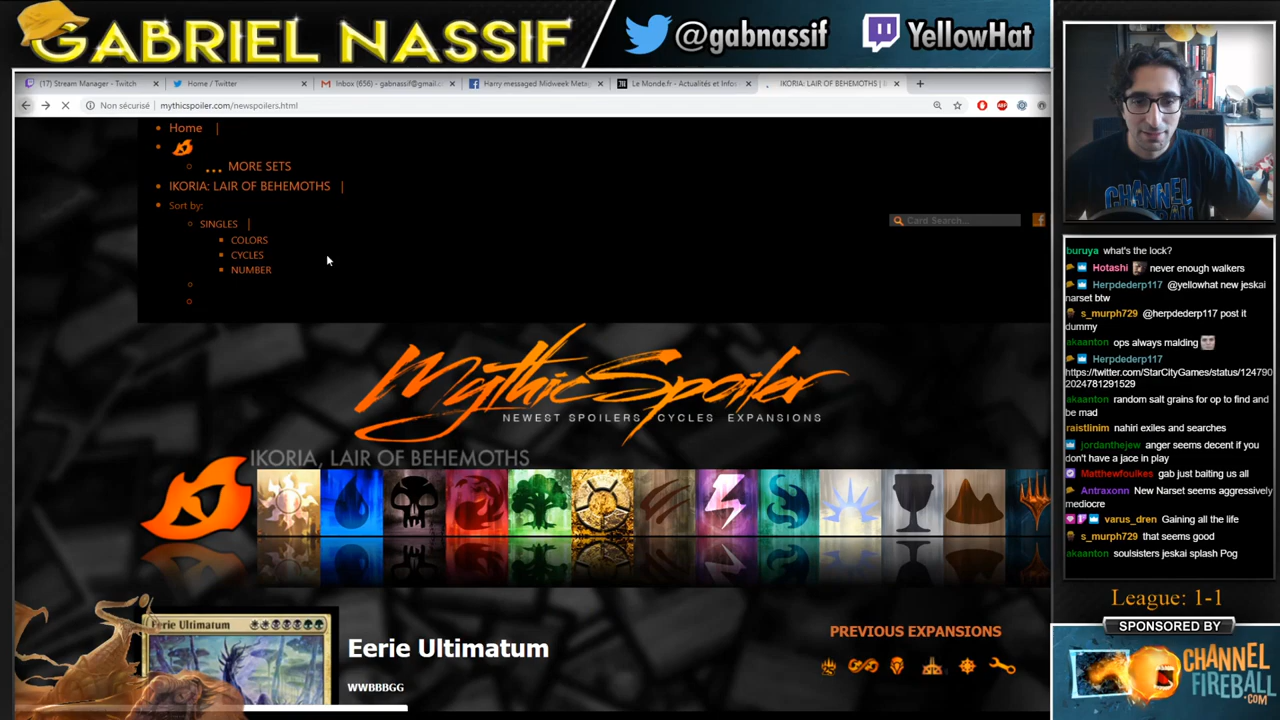 GABRIEL NASSIF
@gabnassif
YellowHat
(17) Stream Manager - Twitch
Home / Twitter
Inbox (656) - gabnassif@gmail.c
Harry messaged Midweek Meta
Le Monde.fr - Actualités et Infos
IKORIA: LAIR OF BEHEMOTHS | I
Non sécurisé | mythicspoiler.com/newspoilers.html
Home |
... MORE SETS
IKORIA: LAIR OF BEHEMOTHS |
Sort by:
SINGLES |
COLORS
CYCLES
NUMBER
Card Search...
MythicSpoiler
NEWEST SPOILERS CYCLES EXPANSIONS
IKORIA, LAIR OF BEHEMOTHS
Eerie Ultimatum
Eerie Ultimatum
WWBBBGG
PREVIOUS EXPANSIONS
CHANNEL
FIREBALL
buruya what's the lock?
Hotashi never enough walkers
Herpdederp117 @yellowhat new jeskai
narset btw
s_murph729 @herpdederp117 post it
dummy
akaanton ops always malding
Herpdederp117
https://twitter.com/StarCityGames/status/124790
2024781291529
akaanton random salt grains for op to find and
be mad
raistlinim nahiri exiles and searches
jordanthejew anger seems decent if you
don't have a jace in play
Matthewfoulkes gab just baiting us all
Antraxonn New Narset seems aggressively
mediocre
varus_dren Gaining all the life
s_murph729 that seems good
akaanton soulsisters jeskai splash Pog
League: 1-1
SPONSORED BY
CHANNEL
FIREBALL
.COM